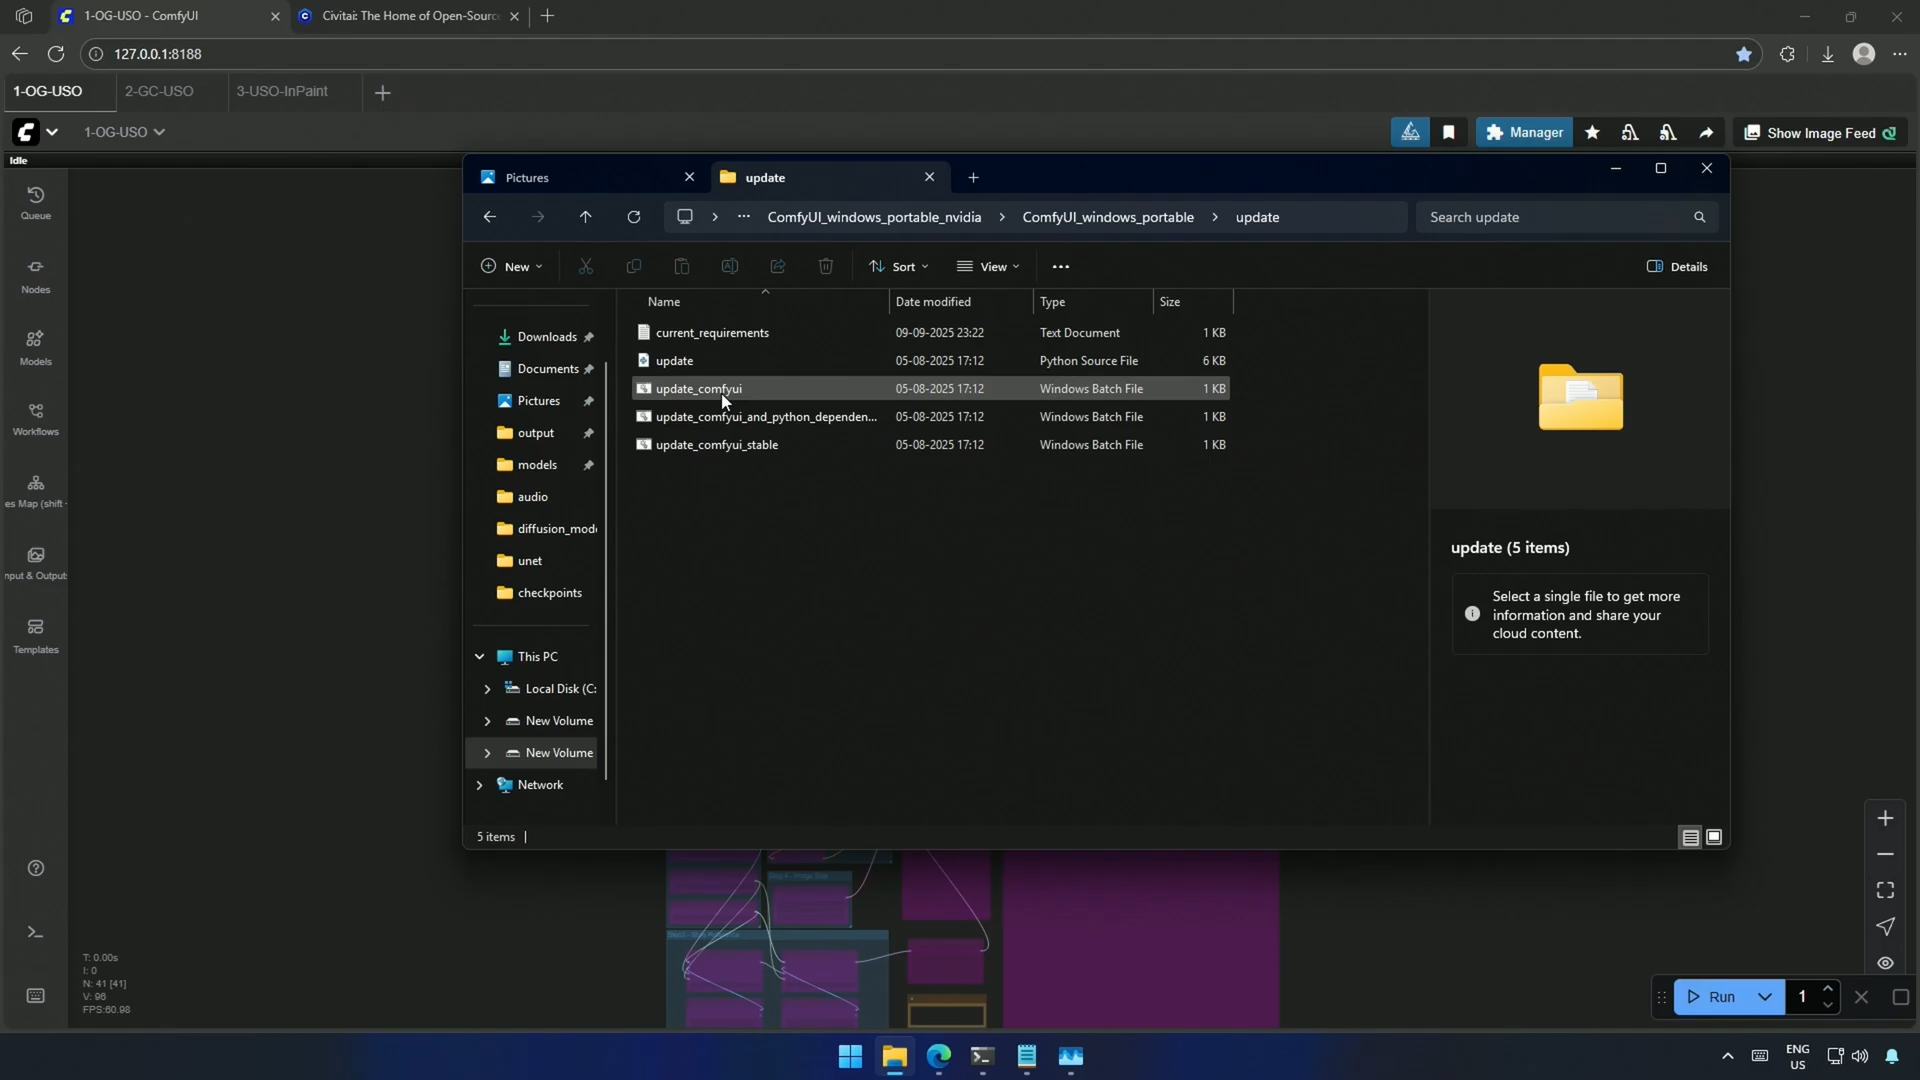 1-OG-USO - ComfyUI
Civitai: The Home of Open-Sourc
127.0.0.1:8188
1-OG-USO
2-GC-USO
3-USO-InPaint
1-OG-USO
Manager
Show Image Feed
Idle
Queue
Nodes
Models
Workflows
es Map (shift
nput & Output
Templates
Pictures
update
ComfyUI_windows_portable_nvidia
ComfyUI_windows_portable
update
Search update
New
Sort
View
Details
Name
Date modified
Type
Size
current_requirements 09-09-2025 23:22 Text Document 1 KB
update 05-08-2025 17:12 Python Source File 6 KB
update_comfyui 05-08-2025 17:12 Windows Batch File 1 KB
update_comfyui_and_python_dependen... 05-08-2025 17:12 Windows Batch File 1 KB
update_comfyui_stable 05-08-2025 17:12 Windows Batch File 1 KB
Downloads
Documents
Pictures
output
models
audio
diffusion_mode
unet
checkpoints
This PC
Local Disk (C:
New Volume
New Volume
Network
update (5 items)
Select a single file to get more
information and share your
cloud content.
5 items
Step 4 - Image Size
T: 0.00s
I: 0
N: 41 [41]
V: 96
FPS:60.98
Run
1
ENG
US